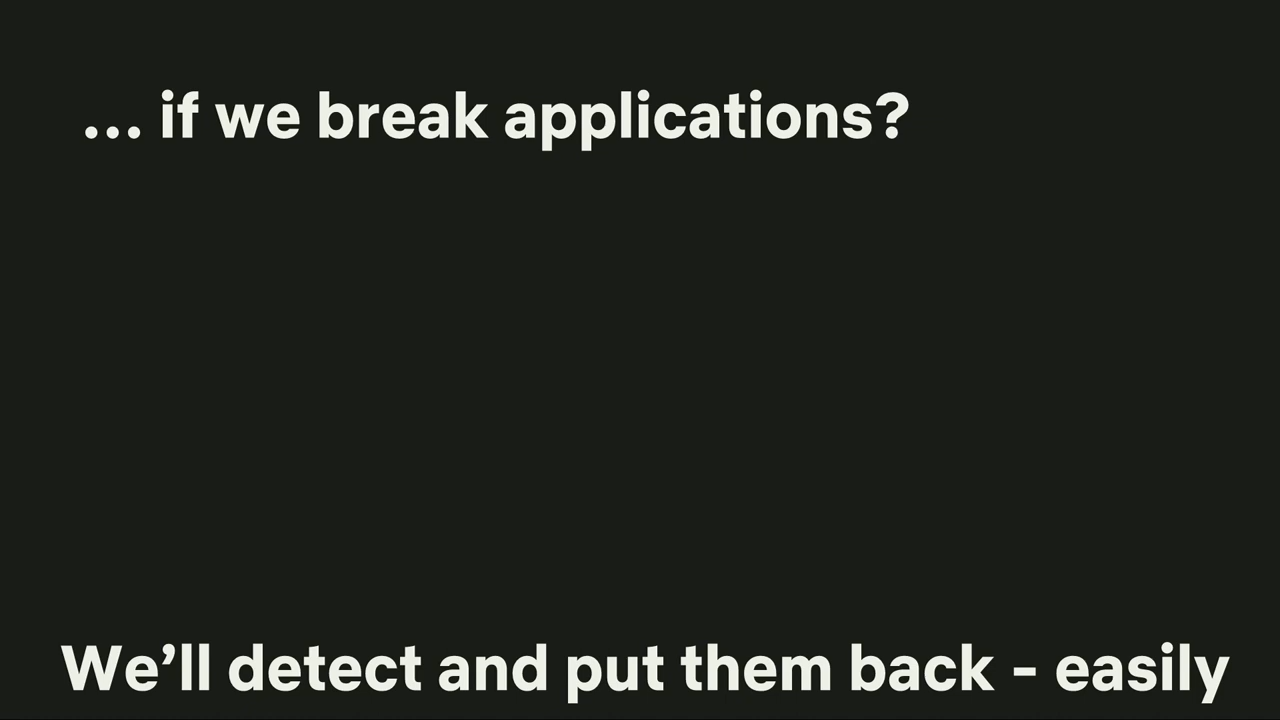 ... if we break applications?
We’ll detect and put them back - easily